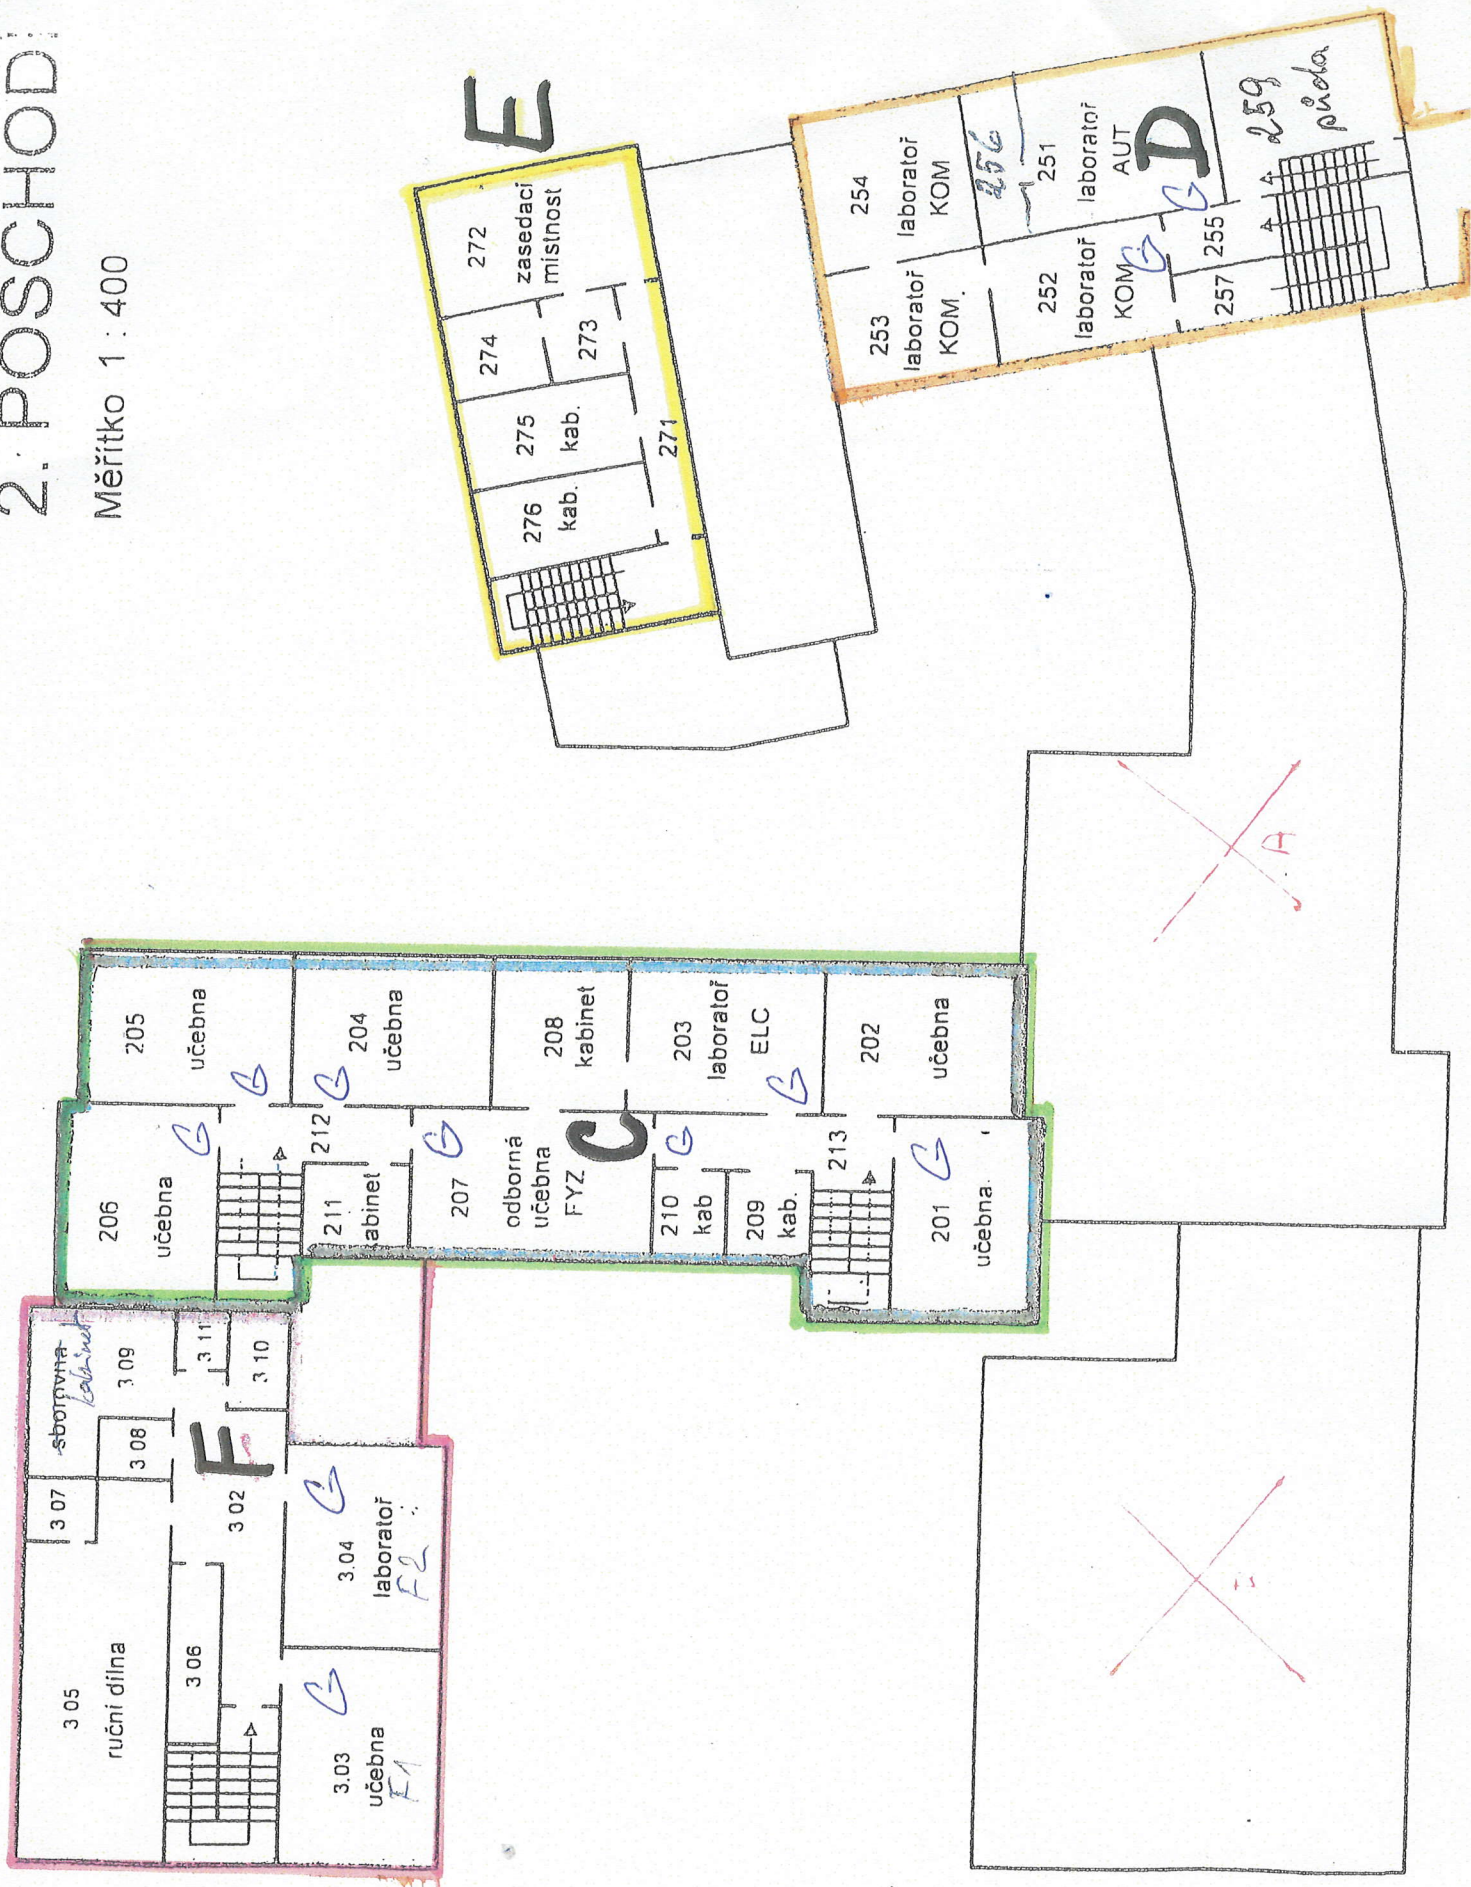 2. POSCHODÍ
Měřítko 1 : 400
E
272
zasedací
místnost
274
273
275
kab.
276
kab.
271
254
laboratoř
KOM
256
251
laboratoř
AUT
D
259
půda
253
laboratoř
KOM.
252
laboratoř
KOM
G
G
255
257
A
205
učebna
G
204
učebna
G
208
kabinet
203
laboratoř
ELC
G
202
učebna
206
učebna
G
212
211
abinet
207
G
odborná
učebna
FYZ
C
G
210
kab
209
kab.
213
201
G
učebna.
sborovna
kabinet
3 09
3 11
3 10
3 08
3 07
F
3 02
3 05
ruční dílna
3 06
3.04
laboratoř
F2
G
3.03
učebna
F1
G